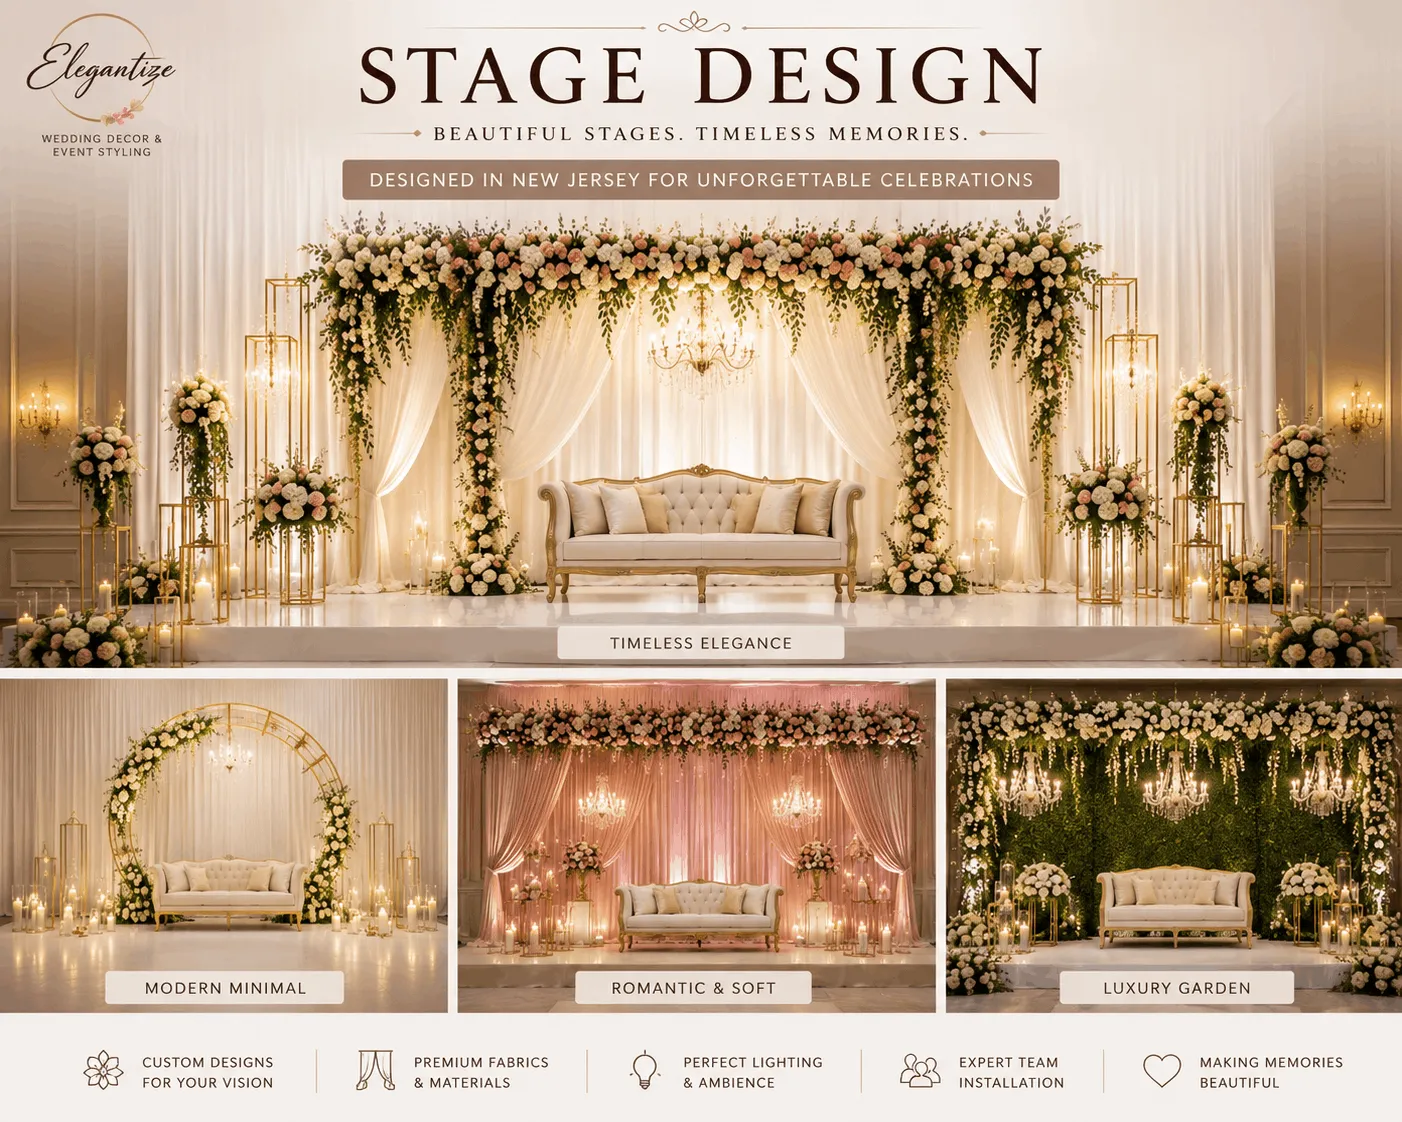 Elegantize
WEDDING DECOR &
EVENT STYLING
STAGE DESIGN
BEAUTIFUL STAGES. TIMELESS MEMORIES.
DESIGNED IN NEW JERSEY FOR UNFORGETTABLE CELEBRATIONS
TIMELESS ELEGANCE
MODERN MINIMAL
ROMANTIC & SOFT
LUXURY GARDEN
CUSTOM DESIGNS
FOR YOUR VISION
PREMIUM FABRICS
& MATERIALS
PERFECT LIGHTING
& AMBIENCE
EXPERT TEAM
INSTALLATION
MAKING MEMORIES
BEAUTIFUL